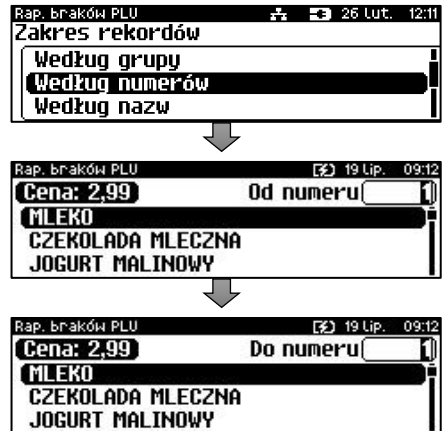 Rap. braków PLU 26 Lut. 12:11
Zakres rekordów
Według grupy
Według numerów
Według nazw
Rap. braków PLU 19 Lip. 09:12
Cena: 2,99 Od numeru 1
MLEKO
CZEKOLADA MLECZNA
JOGURT MALINOWY
Rap. braków PLU 19 Lip. 09:12
Cena: 2,99 Do numeru 1
MLEKO
CZEKOLADA MLECZNA
JOGURT MALINOWY